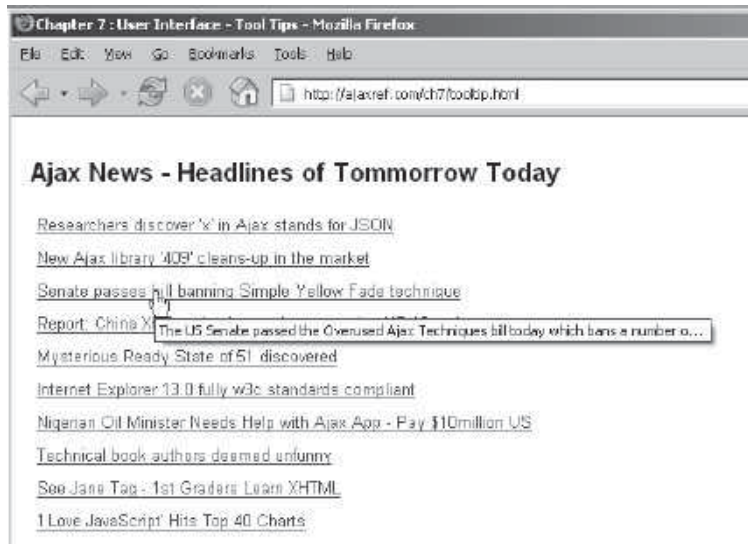 Chapter 7 : User Interface - Tool Tips - Mozilla Firefox
File Edit View Go Bookmarks Tools Help
http://ajaxref.com/ch7/tooltip.html
Ajax News - Headlines of Tommorrow Today
Researchers discover 'x' in Ajax stands for JSON
New Ajax library '409' cleans-up in the market
Senate passes bill banning Simple Yellow Fade technique
Report: China
The US Senate passed the Overused Ajax Techniques bill today which bans a number o...
Mysterious Ready State of 51 discovered
Internet Explorer 13.0 fully w3c standards compliant
Nigerian Oil Minister Needs Help with Ajax App - Pay $10million US
Technical book authors deemed unfunny
See Jane Tag - 1st Graders Learn XHTML
'I Love JavaScript' Hits Top 40 Charts